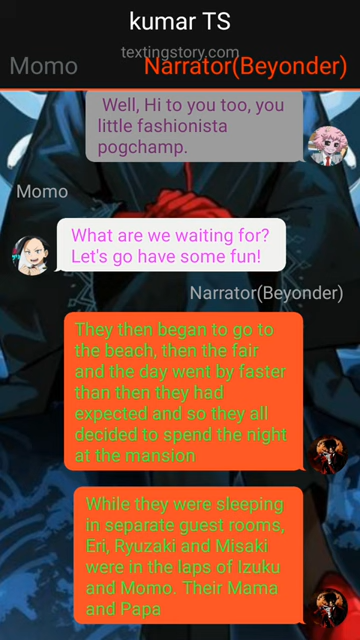 kumar TS
textingstory.com
Momo
Narrator(Beyonder)
Well, Hi to you too, you
little fashionista
pogchamp.
Momo
What are we waiting for?
Let's go have some fun!
Narrator(Beyonder)
They then began to go to
the beach, then the fair
and the day went by faster
than then they had
expected and so they all
decided to spend the night
at the mansion
While they were sleeping
in separate guest rooms,
Eri, Ryuzaki and Misaki
were in the laps of Izuku
and Momo. Their Mama
and Papa